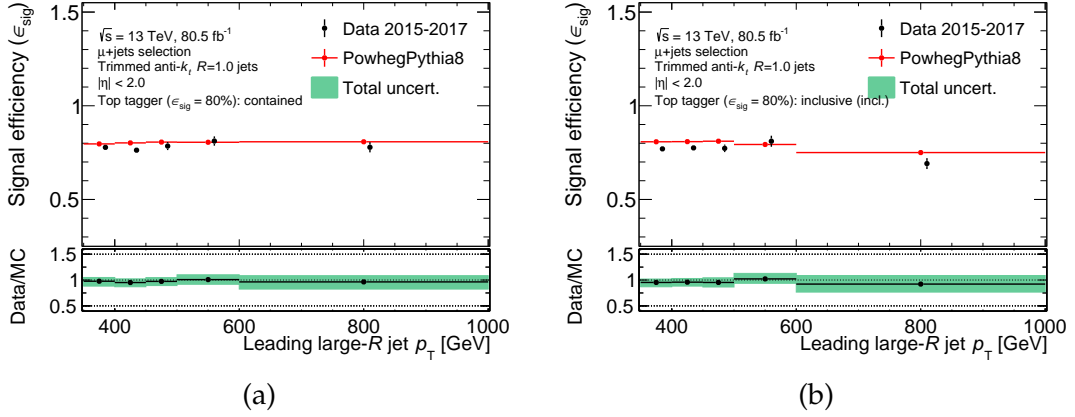 Signal efficiency (ϵsig)
√s = 13 TeV, 80.5 fb⁻¹
μ+jets selection
Trimmed anti-kt R=1.0 jets
|η| < 2.0
Top tagger (ϵsig = 80%): contained
Data 2015-2017
PowhegPythia8
Total uncert.
1.5
1
0.5
Data/MC
1.5
1
0.5
400 600 800 1000
Leading large-R jet pT [GeV]
(a)
Signal efficiency (ϵsig)
√s = 13 TeV, 80.5 fb⁻¹
μ+jets selection
Trimmed anti-kt R=1.0 jets
|η| < 2.0
Top tagger (ϵsig = 80%): inclusive (incl.)
Data 2015-2017
PowhegPythia8
Total uncert.
1.5
1
0.5
Data/MC
1.5
1
0.5
400 600 800 1000
Leading large-R jet pT [GeV]
(b)